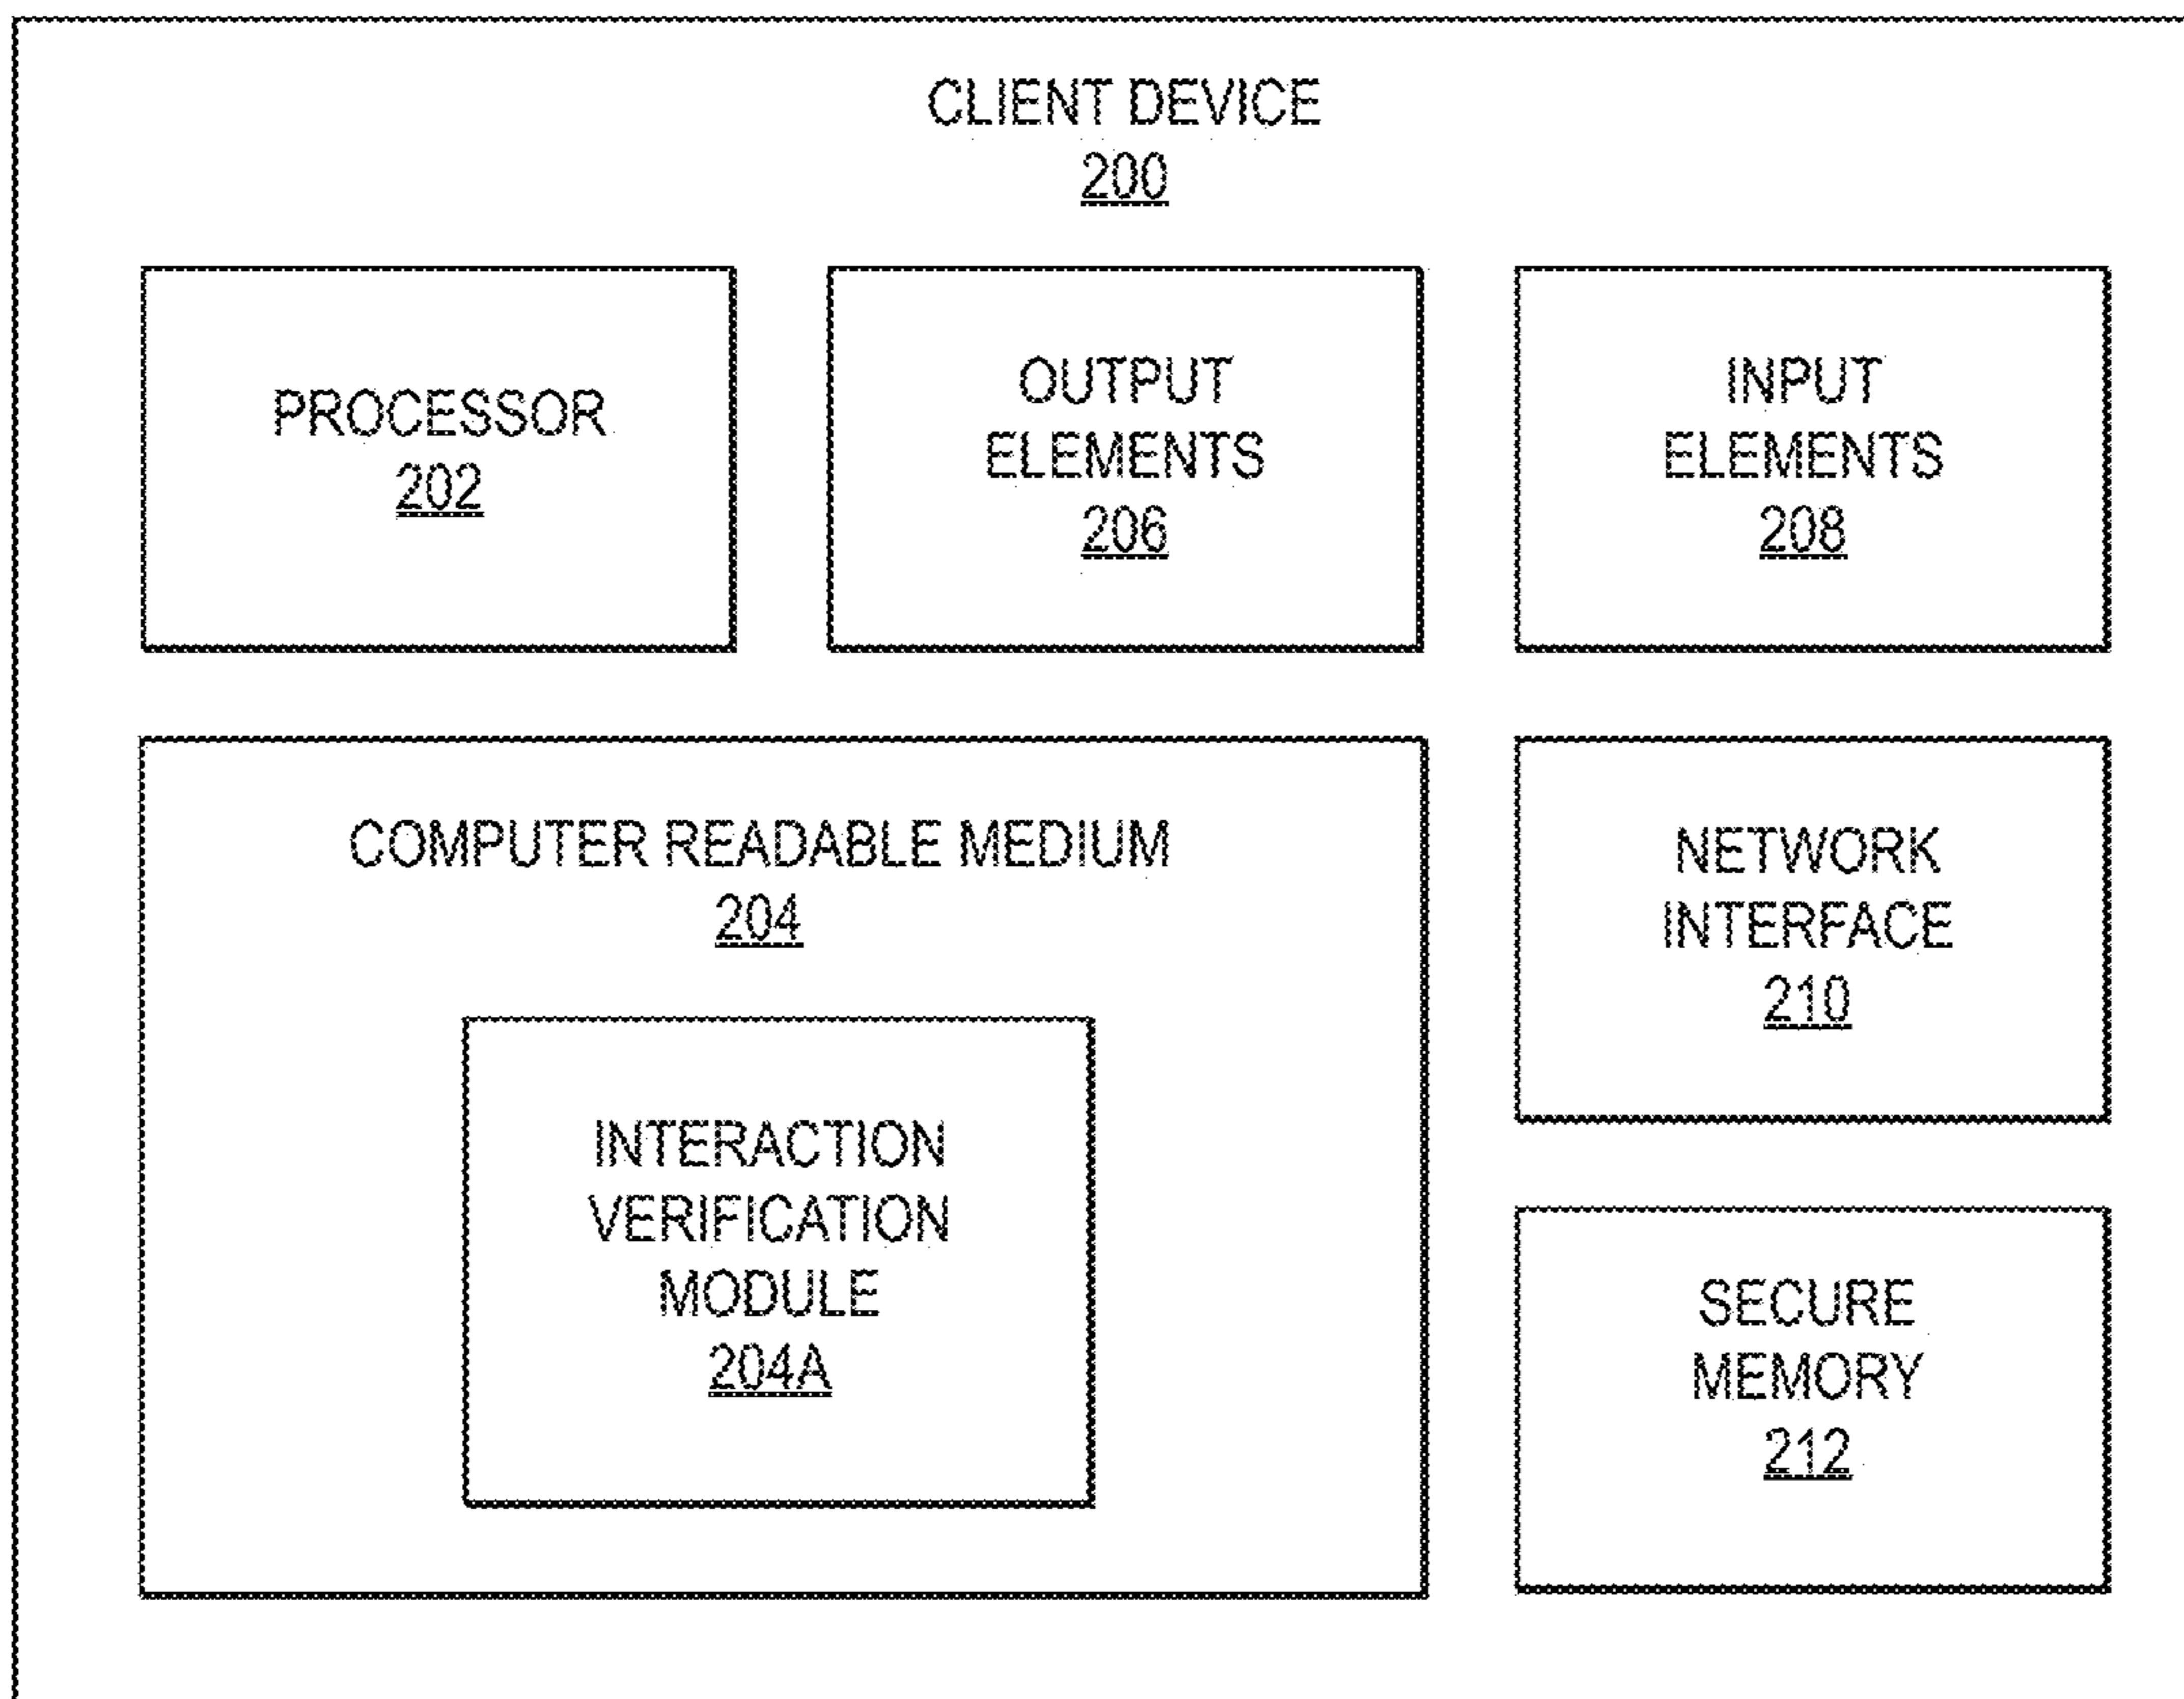 CLIENT DEVICE
200
PROCESSOR
202
OUTPUT
ELEMENTS
206
INPUT
ELEMENTS
208
COMPUTER READABLE MEDIUM
204
INTERACTION
VERIFICATION
MODULE
204A
NETWORK
INTERFACE
210
SECURE
MEMORY
212